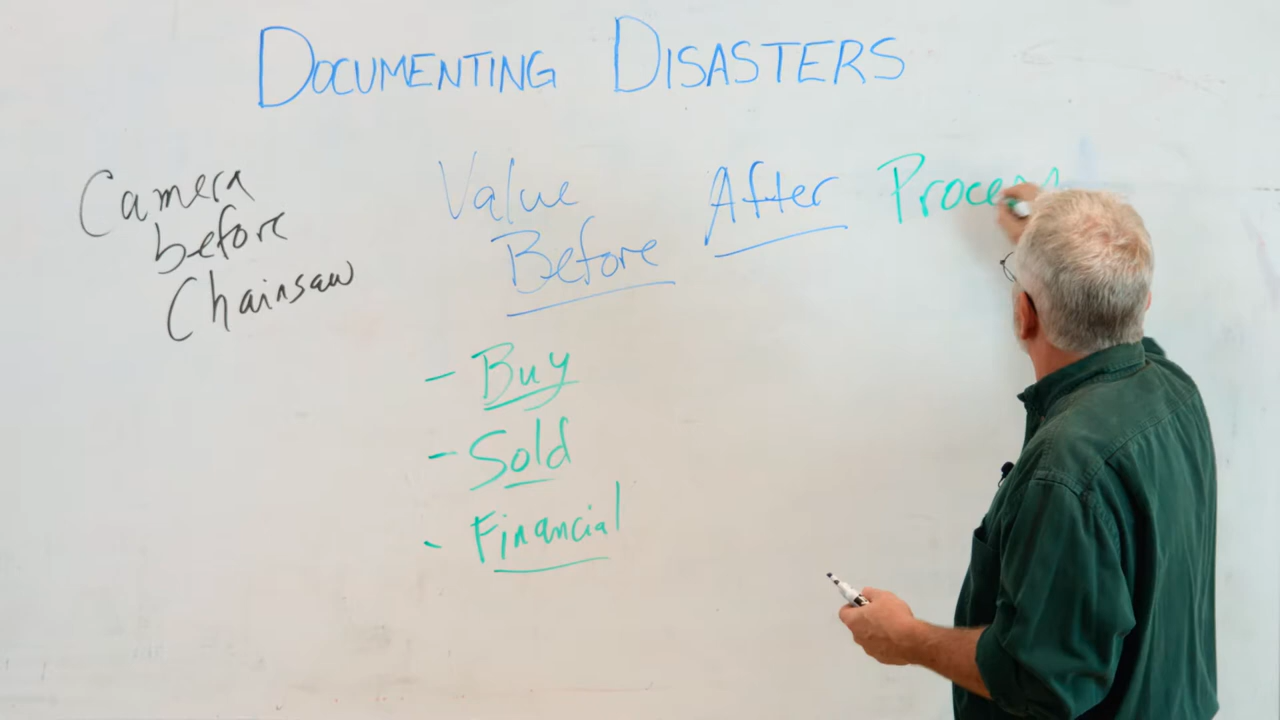 DOCUMENTING DISASTERS
Camera
before
Chainsaw
Value
Before
After
- Buy
- Sold
- Financial